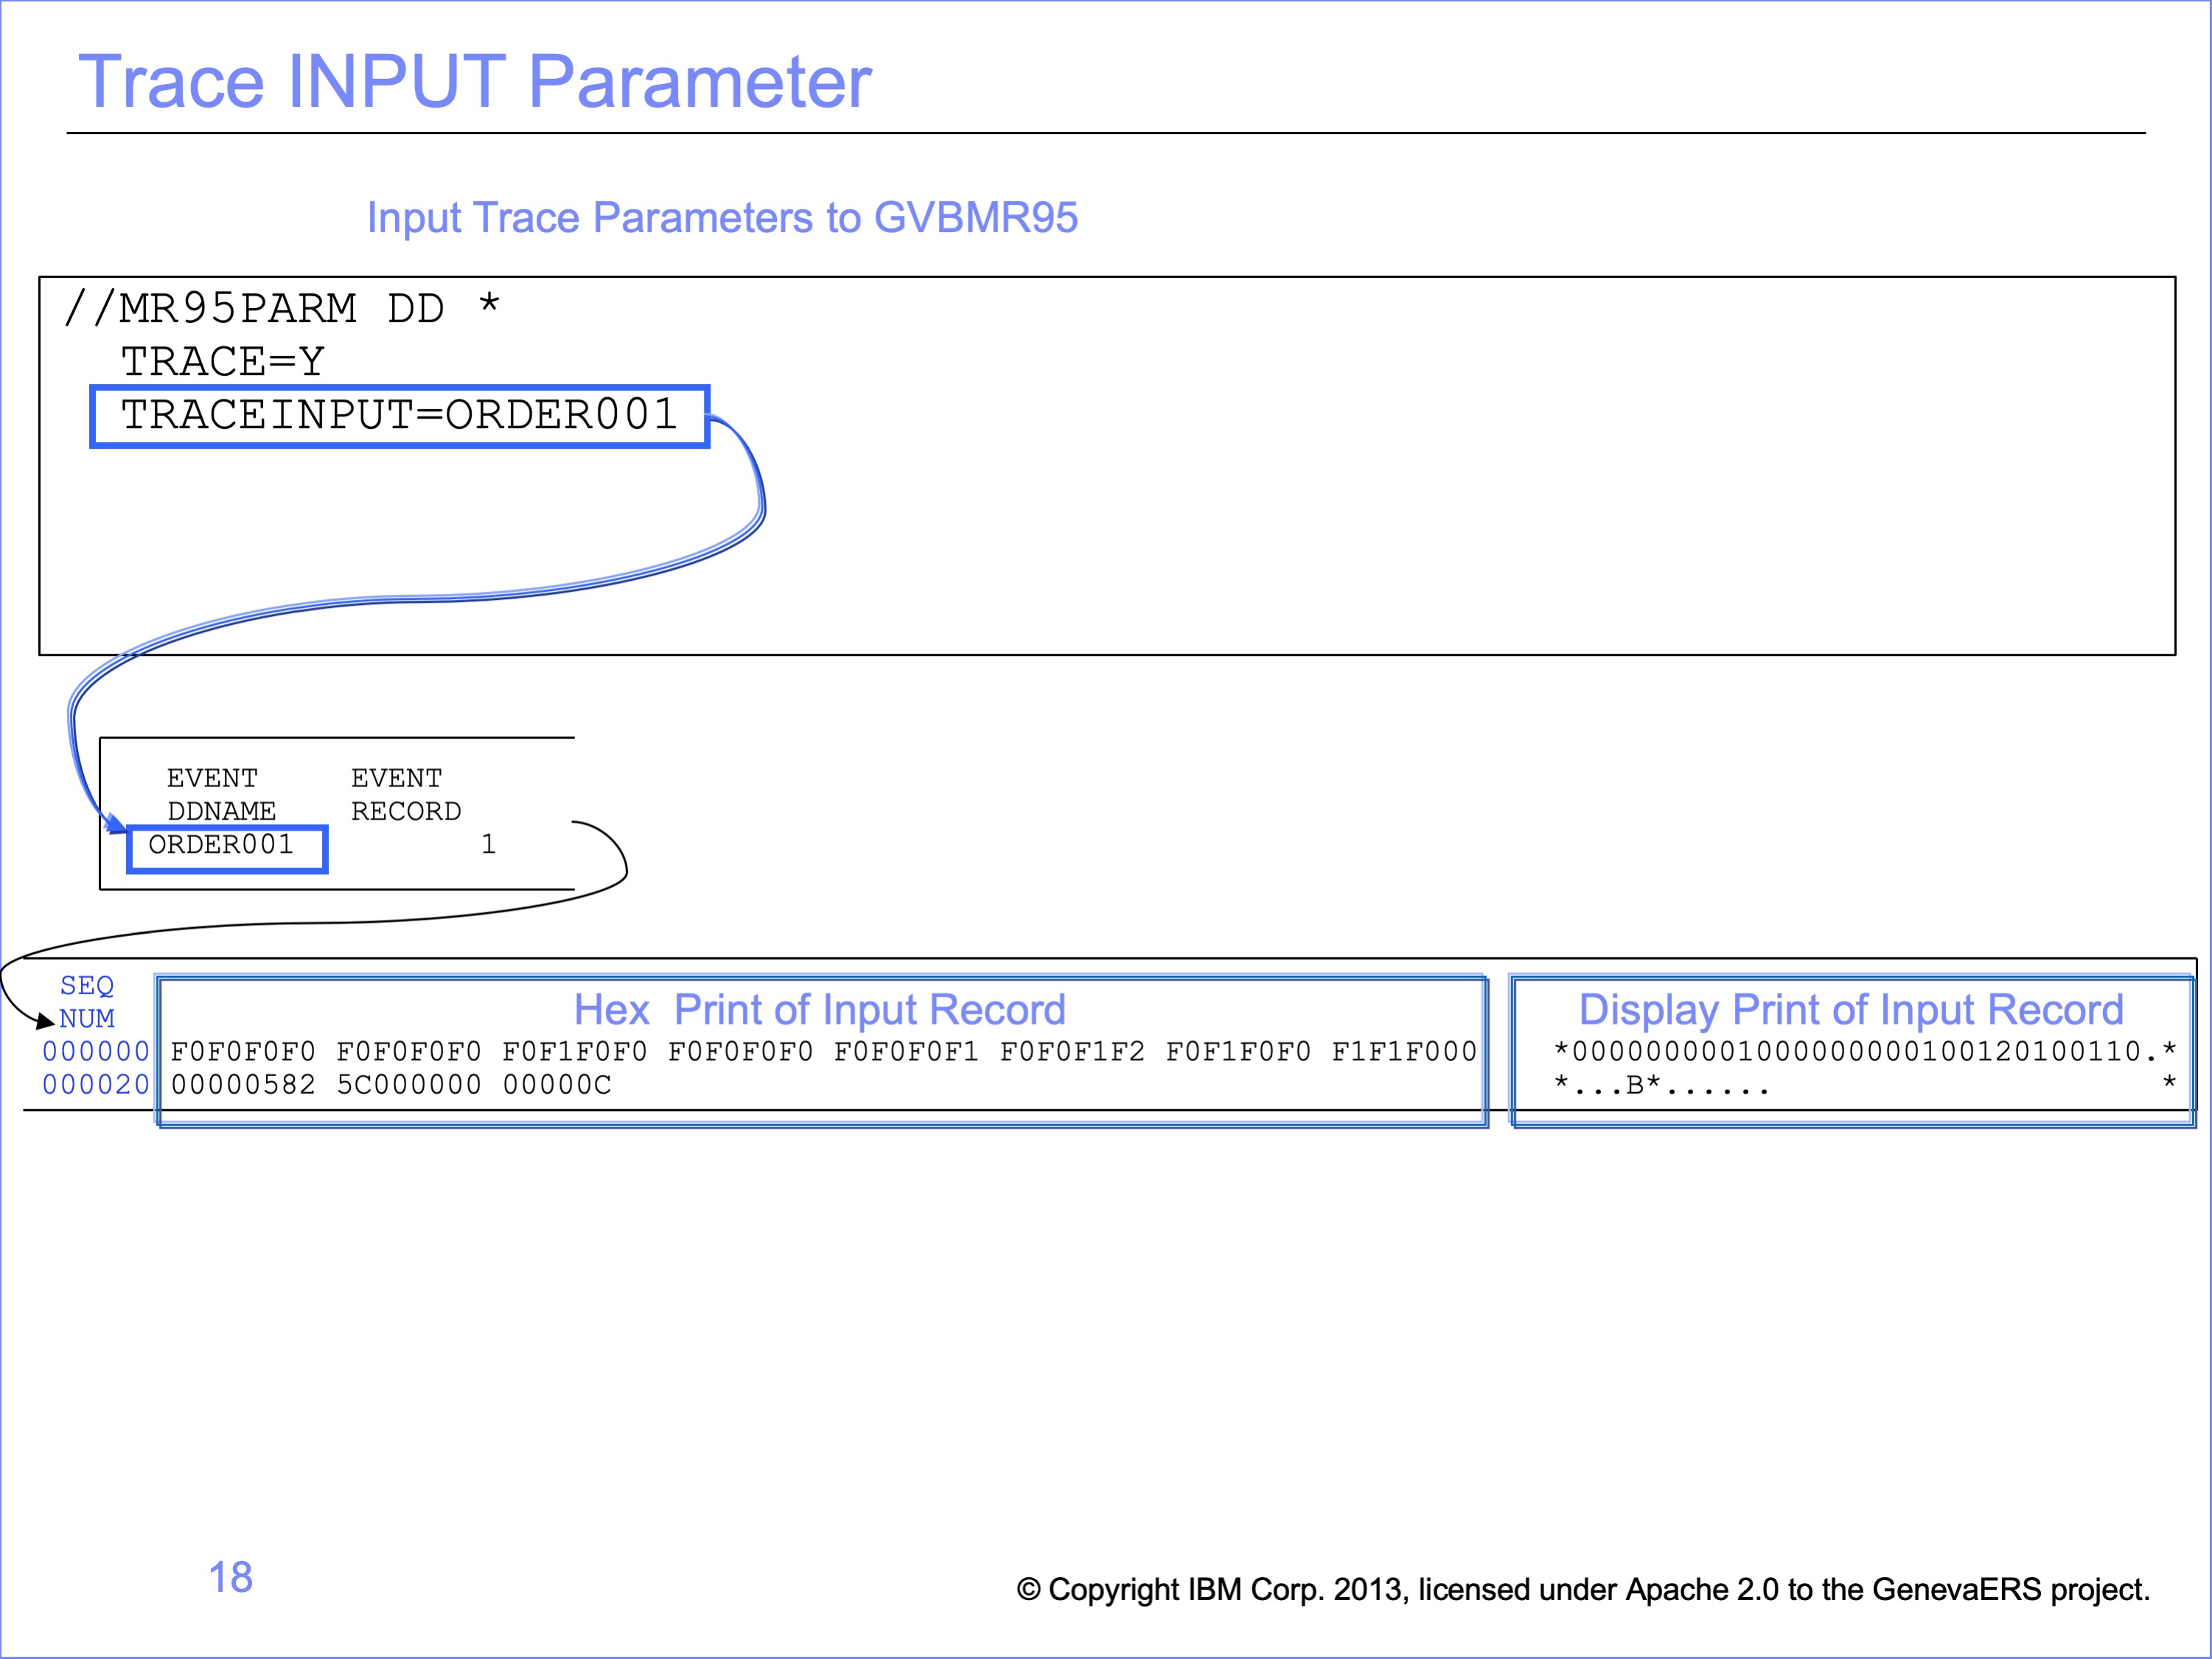 Trace INPUT Parameter
Input Trace Parameters to GVBMR95
//MR95PARM DD *
TRACE=Y
TRACEINPUT=ORDER001
EVENT EVENT
DDNAME RECORD
ORDER001 1
SEQ
NUM
Hex Print of Input Record
Display Print of Input Record
000000 F0F0F0F0 F0F0F0F0 F0F1F0F0 F0F0F0F0 F0F0F0F1 F0F0F1F2 F0F1F0F0 F1F1F000 *0000000001000000000100120100110.*
000020 00000582 5C000000 00000C *...B*...... *
18
© Copyright IBM Corp. 2013, licensed under Apache 2.0 to the GenevaERS project.